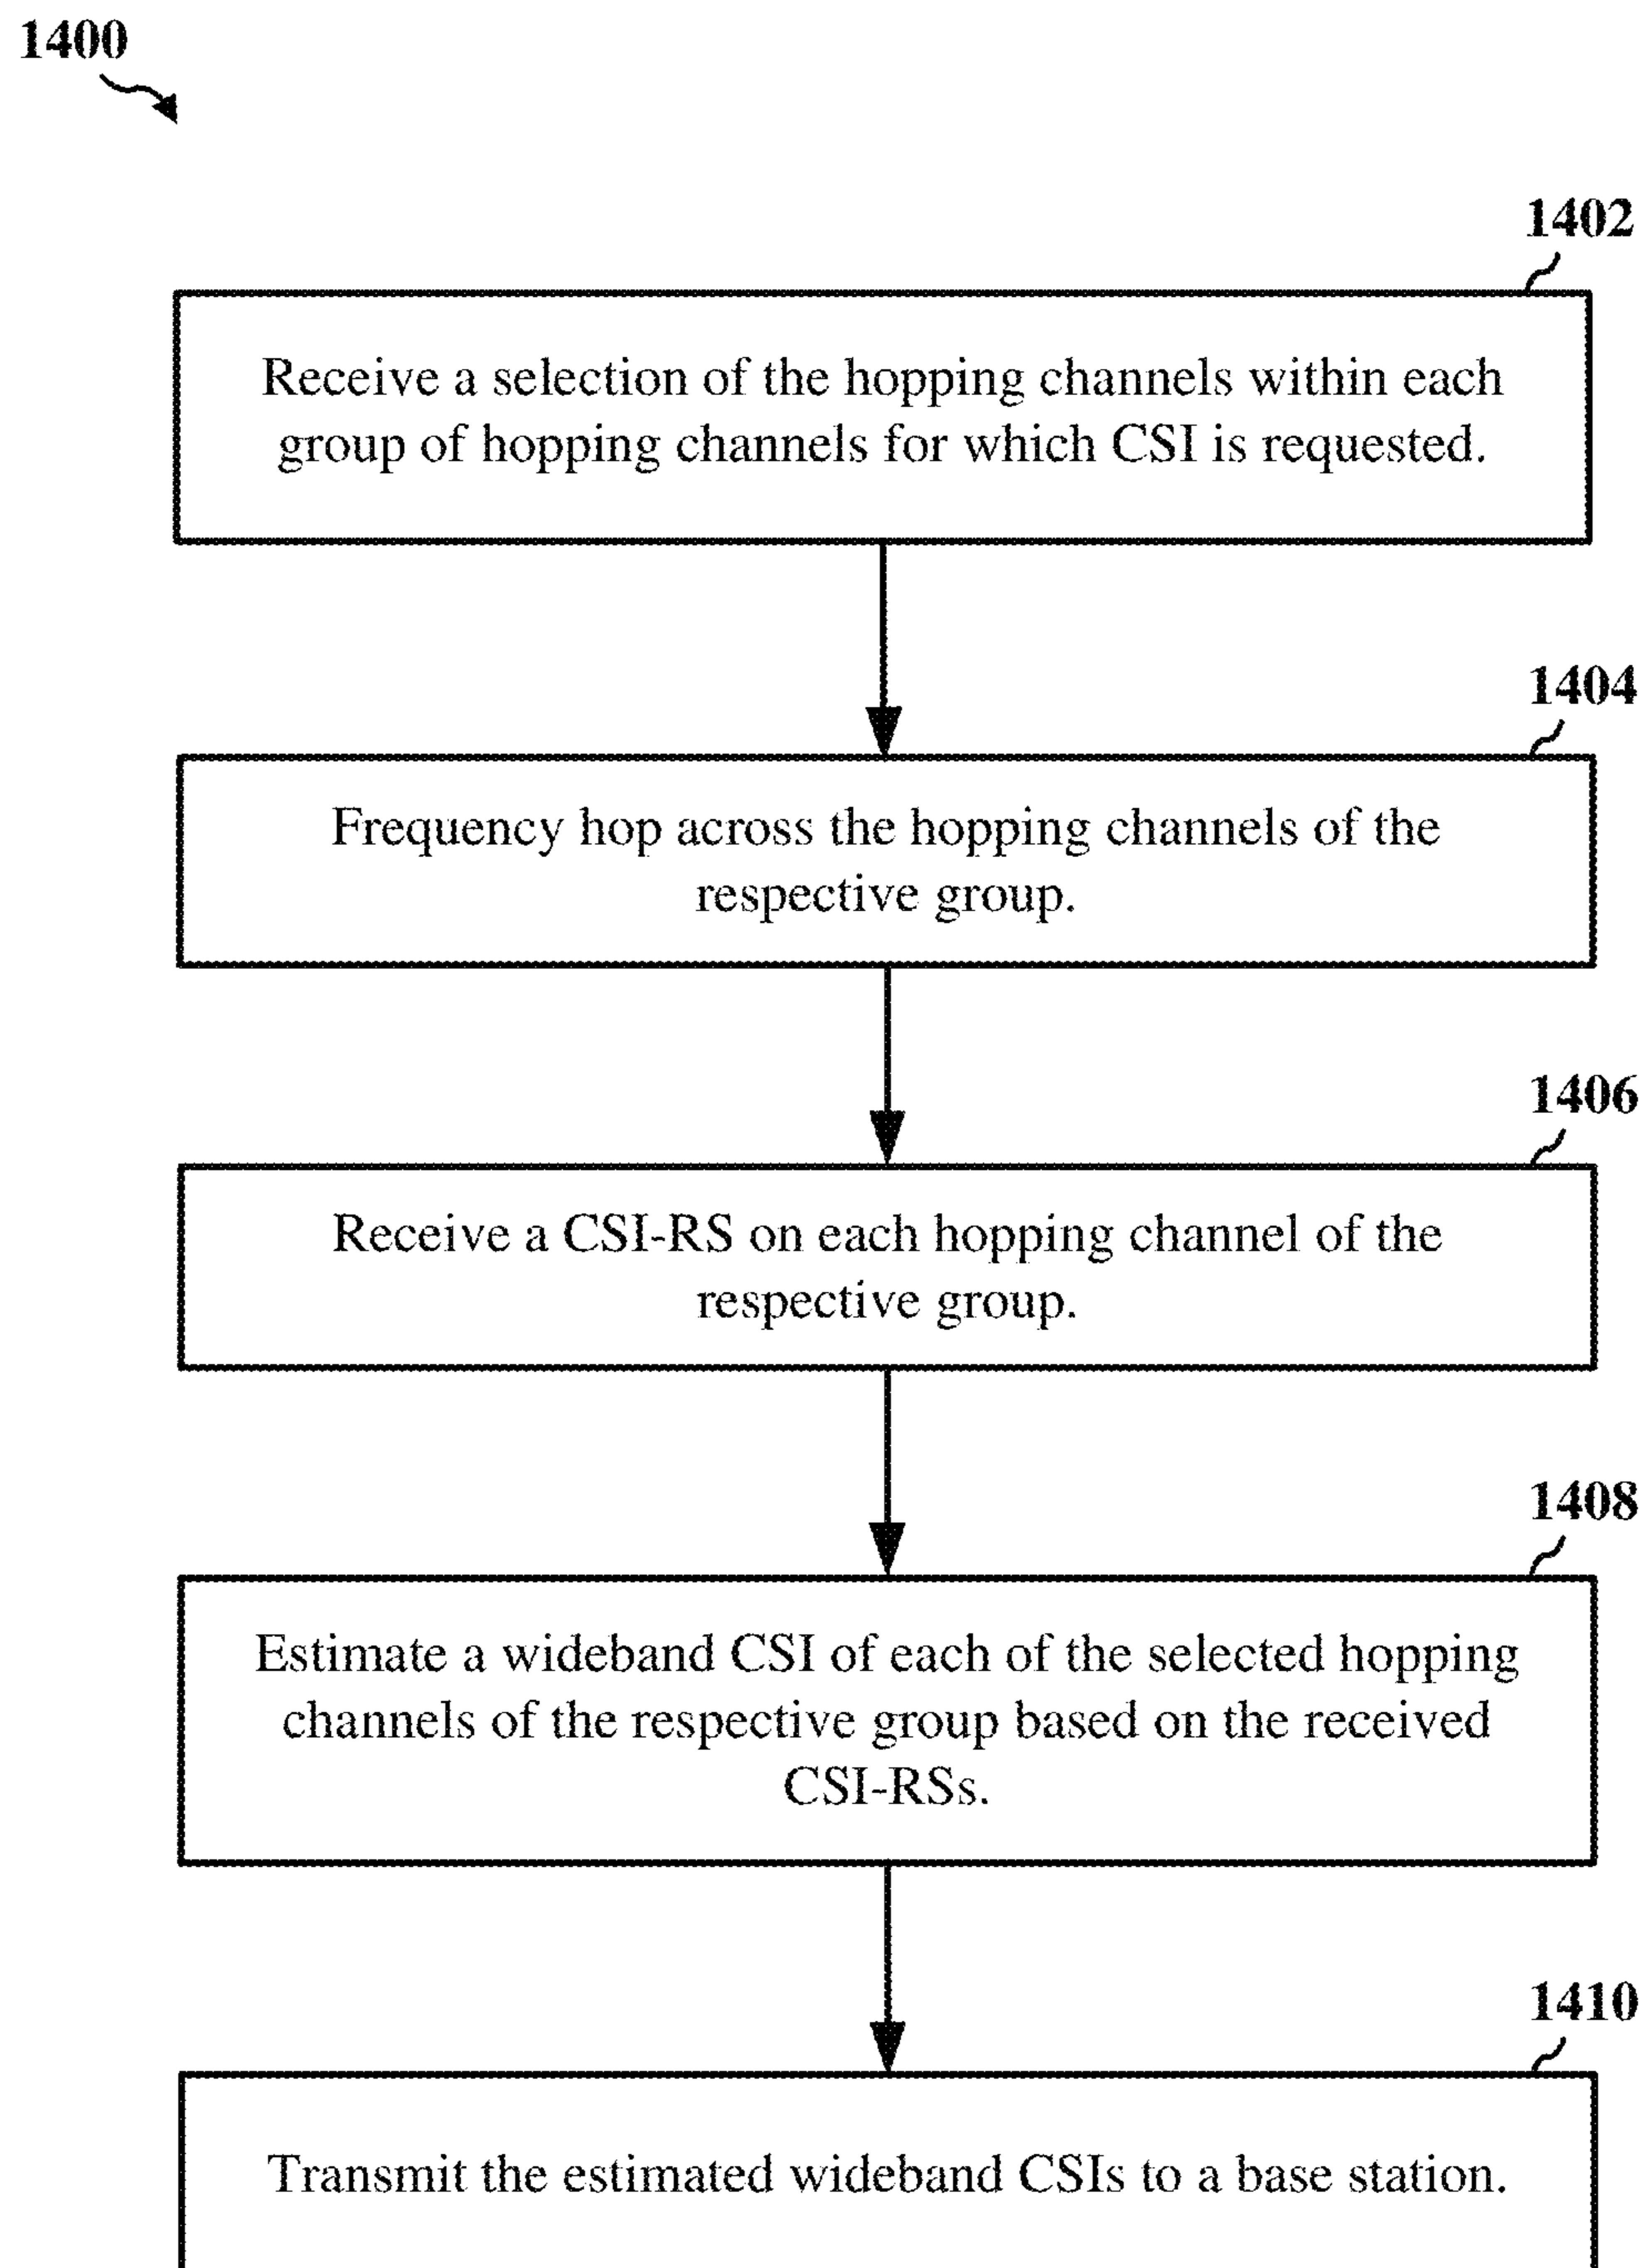 1400
1402
Receive a selection of the hopping channels within each
group of hopping channels for which CSI is requested.
1404
Frequency hop across the hopping channels of the
respective group.
1406
Receive a CSI-RS on each hopping channel of the
respective group.
1408
Estimate a wideband CSI of each of the selected hopping
channels of the respective group based on the received
CSI-RSs.
1410
Transmit the estimated wideband CSIs to a base station.